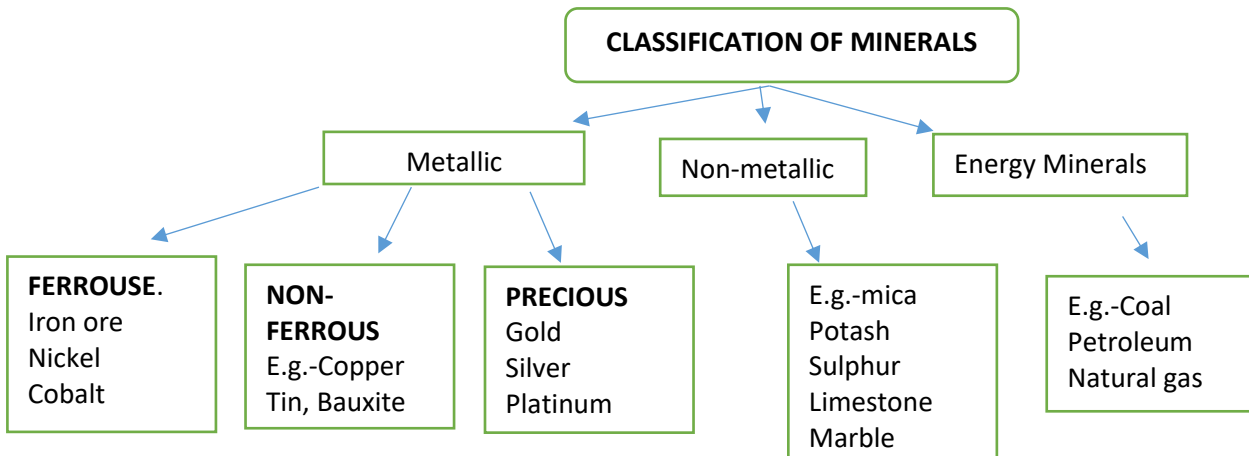 CLASSIFICATION OF MINERALS
Metallic
Non-metallic
Energy Minerals
FERROUSE.
Iron ore
Nickel
Cobalt
NON-
FERROUS
E.g.-Copper
Tin, Bauxite
PRECIOUS
Gold
Silver
Platinum
E.g.-mica
Potash
Sulphur
Limestone
Marble
E.g.-Coal
Petroleum
Natural gas